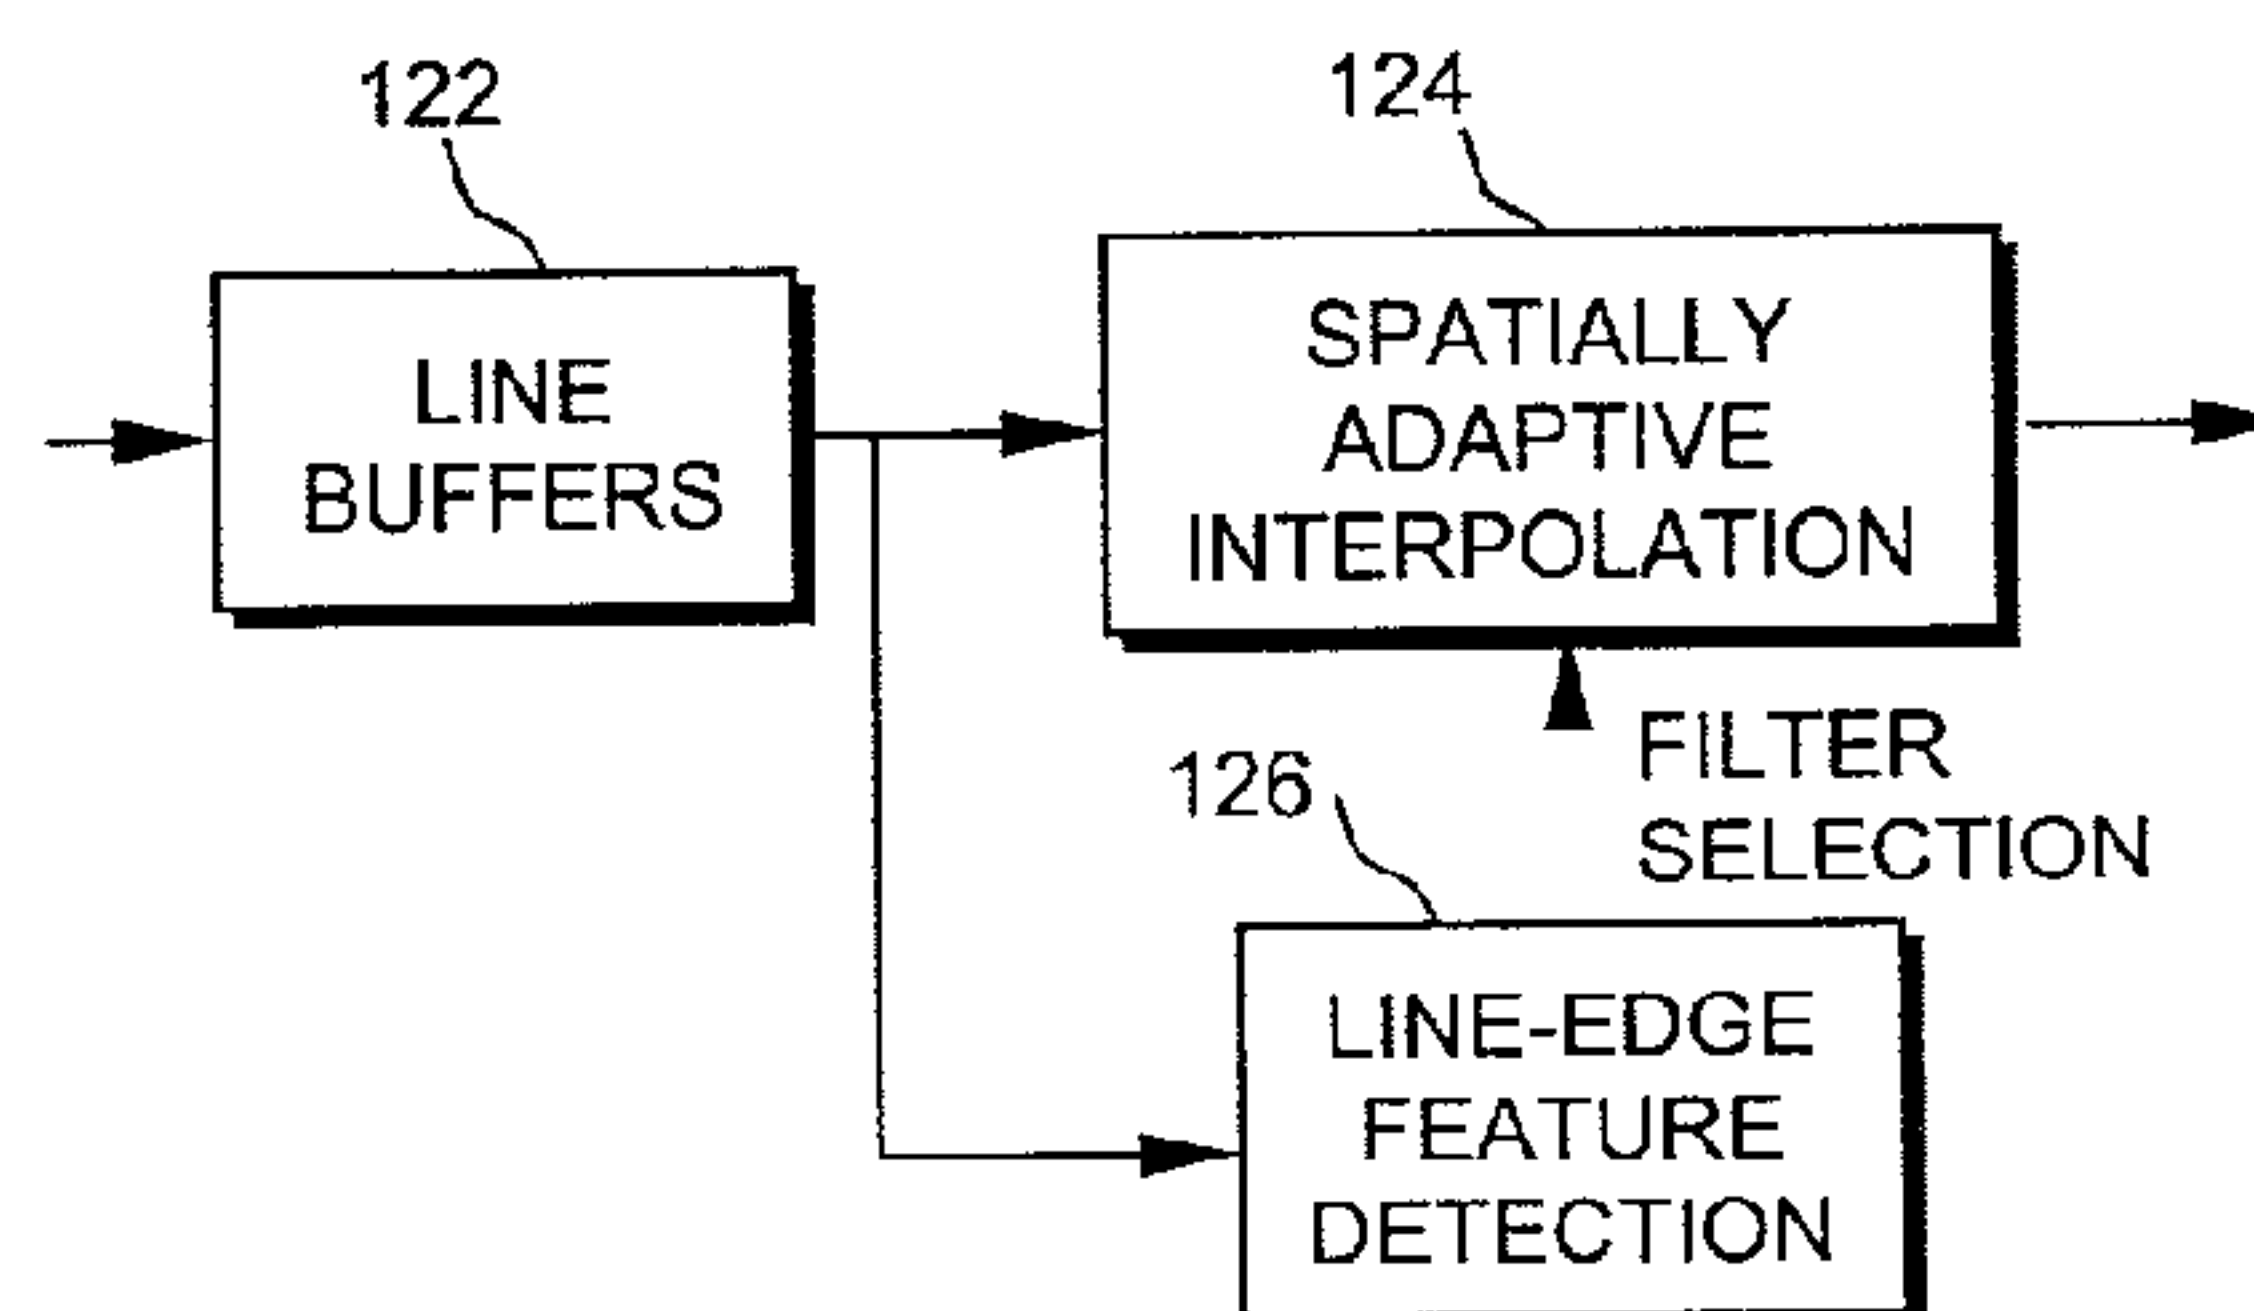 122
124
LINE
BUFFERS
SPATIALLY
ADAPTIVE
INTERPOLATION
FILTER
SELECTION
126
LINE-EDGE
FEATURE
DETECTION